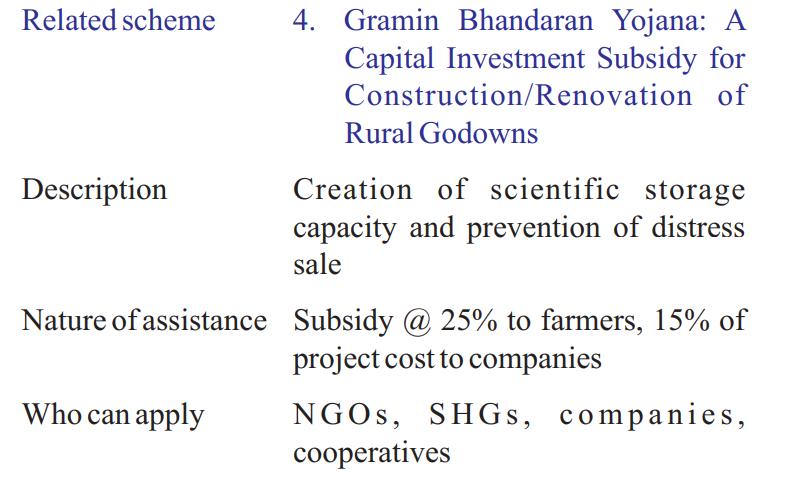 Related scheme 4. Gramin Bhandaran Yojana: A
Capital Investment Subsidy for
Construction/Renovation of
Rural Godowns
Description Creation of scientific storage
capacity and prevention of distress
sale
Nature of assistance Subsidy @ 25% to farmers, 15% of
project cost to companies
Who can apply NGOs, SHGs, companies,
cooperatives